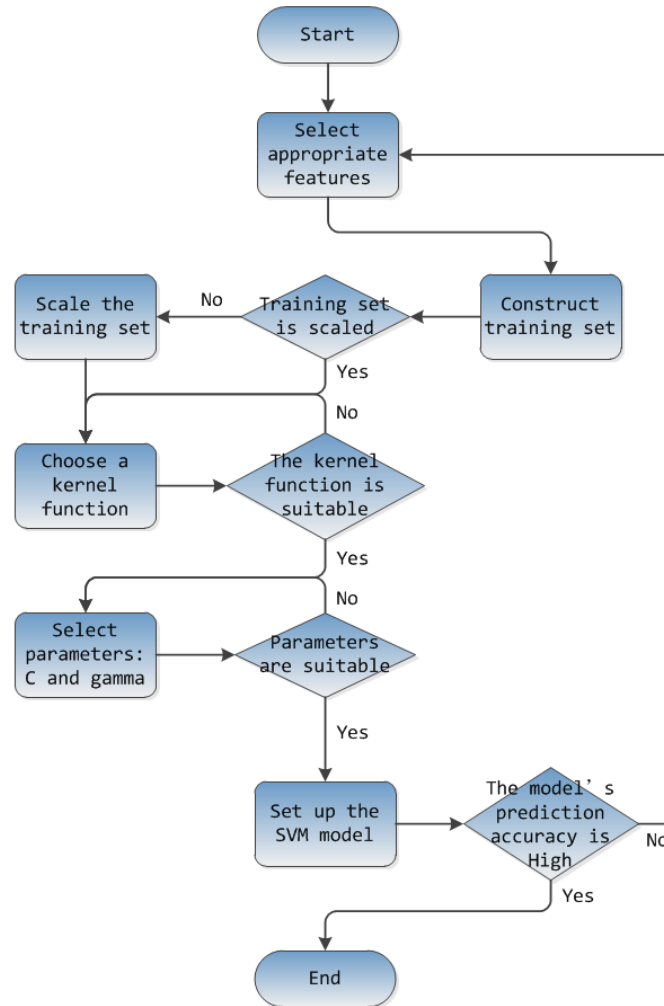 Start
Select
appropriate
features
Construct
training set
Training set
is scaled
No
Scale the
training set
Yes
No
Choose a
kernel
function
The kernel
function is
suitable
Yes
No
Select
parameters:
C and gamma
Parameters
are suitable
Yes
Set up the
SVM model
The model’s
prediction
accuracy is
High
No
Yes
End